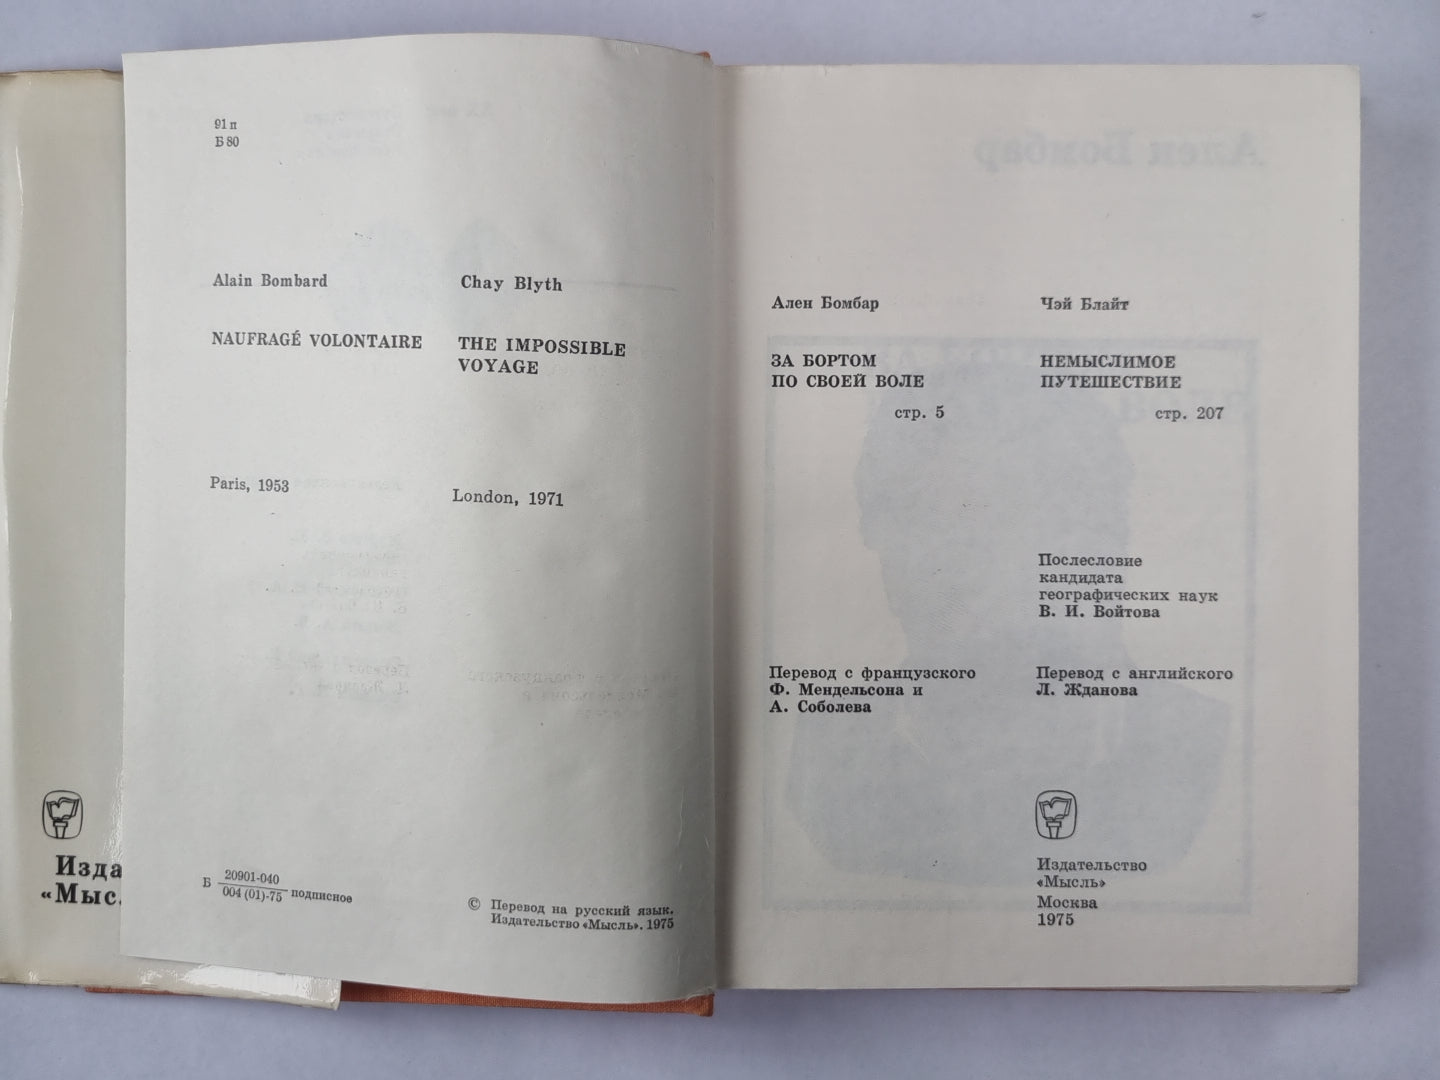 Изда
«Мыс
91 п
Б 80
Alain Bombard
NAUFRAGÉ VOLONTAIRE
Paris, 1953
Chay Blyth
THE IMPOSSIBLE
VOYAGE
London, 1971
Б 20901-040
004 (01)-75 подписное
© Перевод на русский язык.
Издательство «Мысль». 1975
Ален Бомбар
ЗА БОРТОМ
ПО СВОЕЙ ВОЛЕ
стр. 5
Перевод с французского
Ф. Мендельсона и
А. Соболева
Чэй Блайт
НЕМЫСЛИМОЕ
ПУТЕШЕСТВИЕ
стр. 207
Послесловие
кандидата
географических наук
В. И. Войтова
Перевод с английского
Л. Жданова
Издательство
«Мысль»
Москва
1975
Ален Бомбар